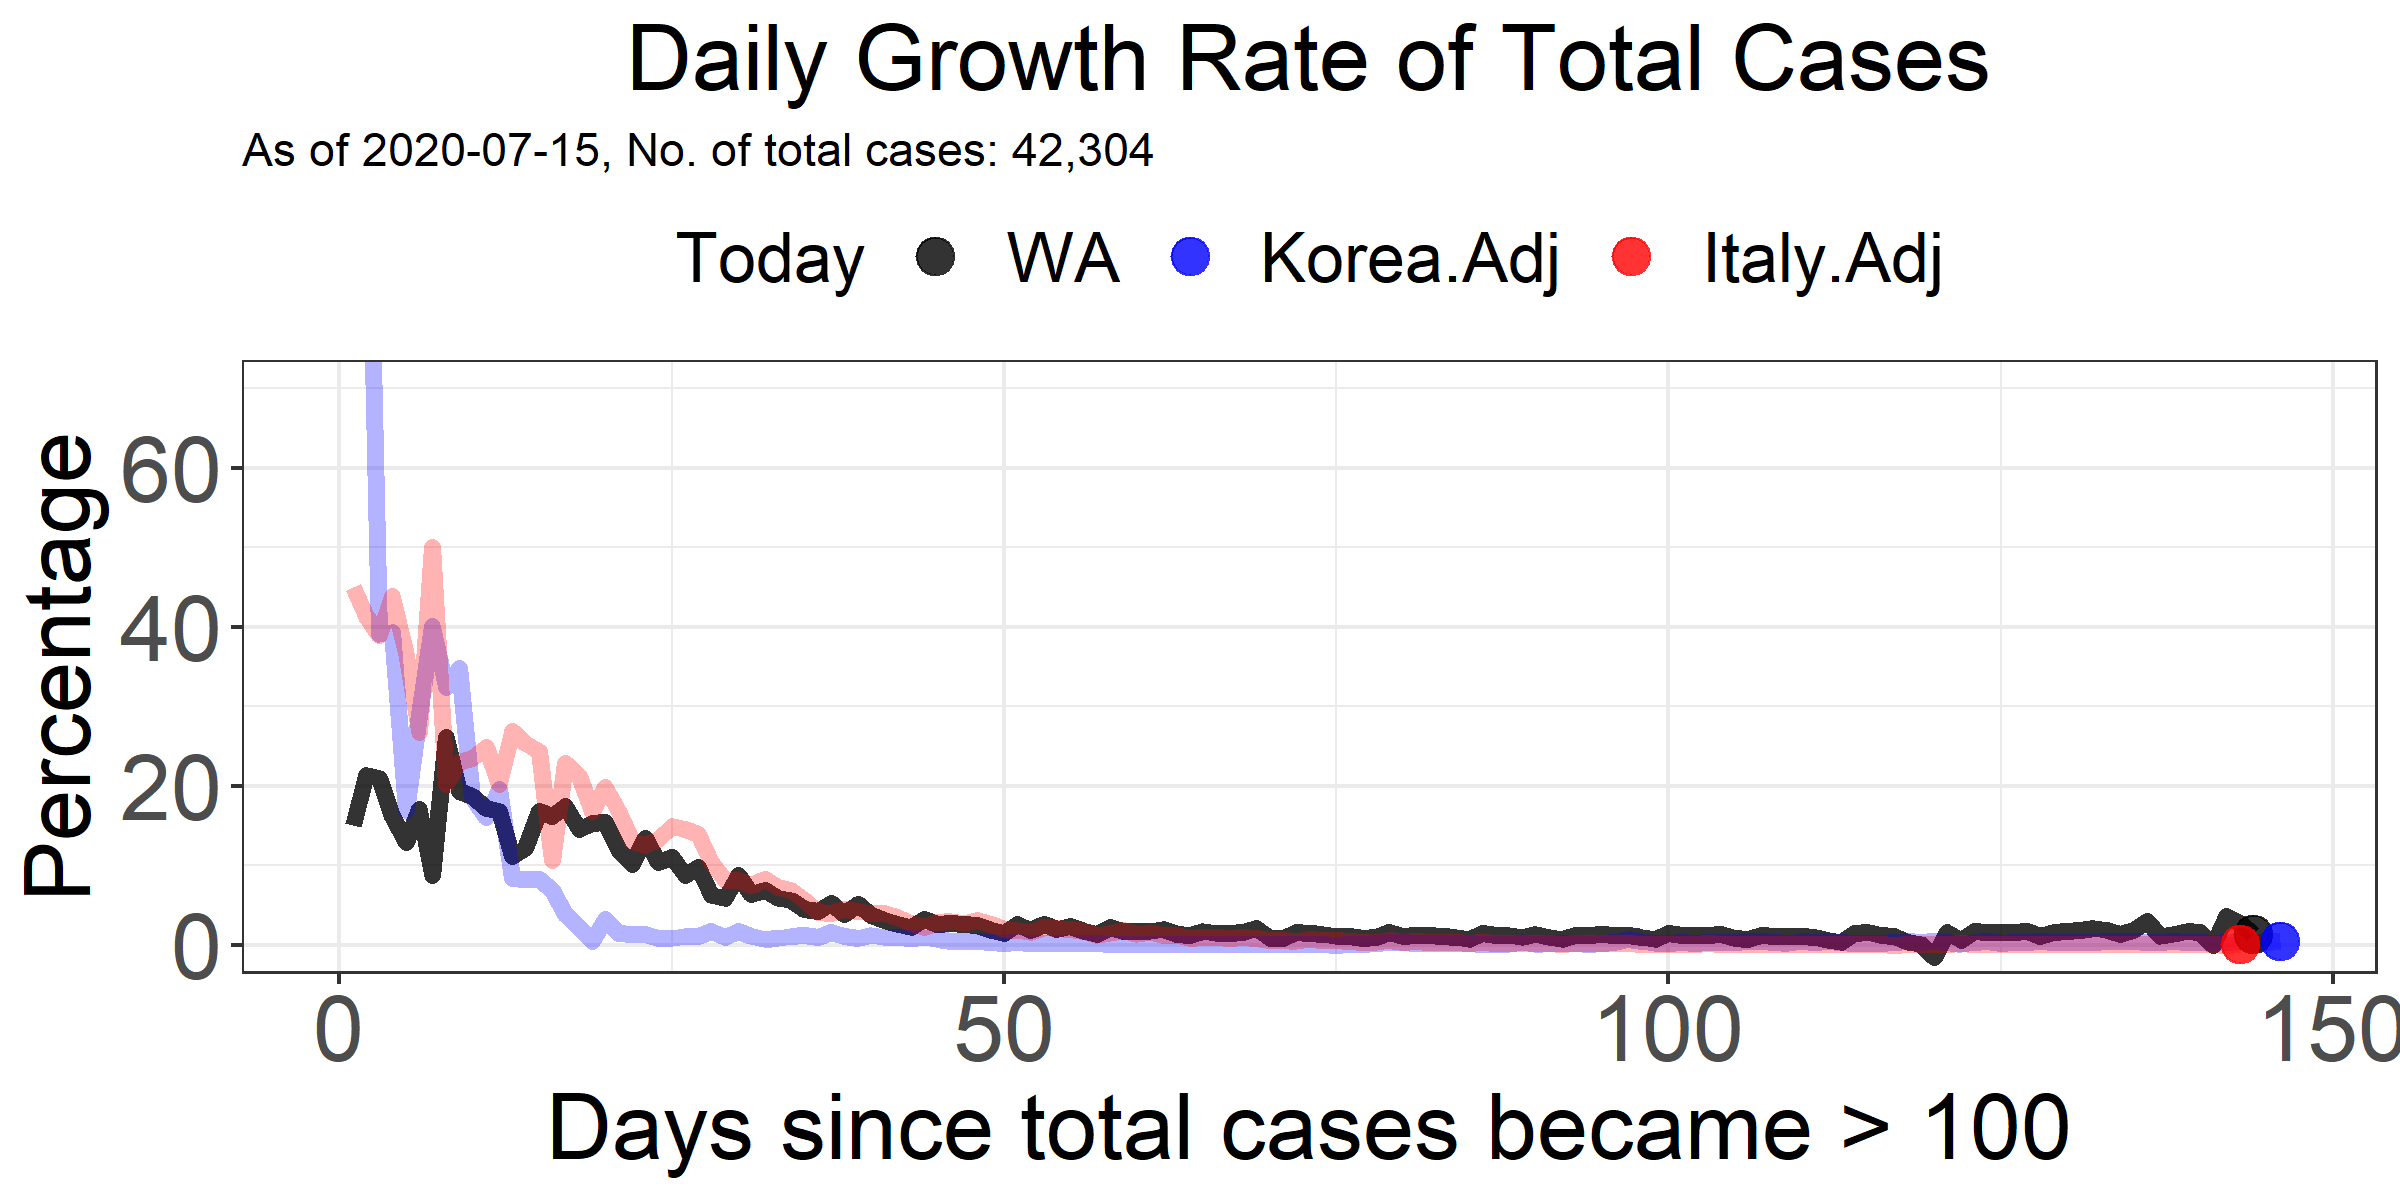 Daily Growth Rate of Total Cases
As of 2020-07-15, No. of total cases: 42,304
Today WA Korea.Adj Italy.Adj
Percentage
60
40
20
0
0 50 100 150
Days since total cases became > 100